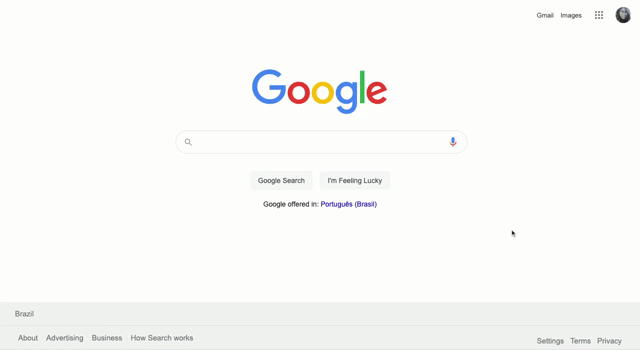 Gmail Images
Google
Google Search I'm Feeling Lucky
Google offered in: Português (Brasil)
Brazil
About Advertising Business How Search works
Settings Terms Privacy